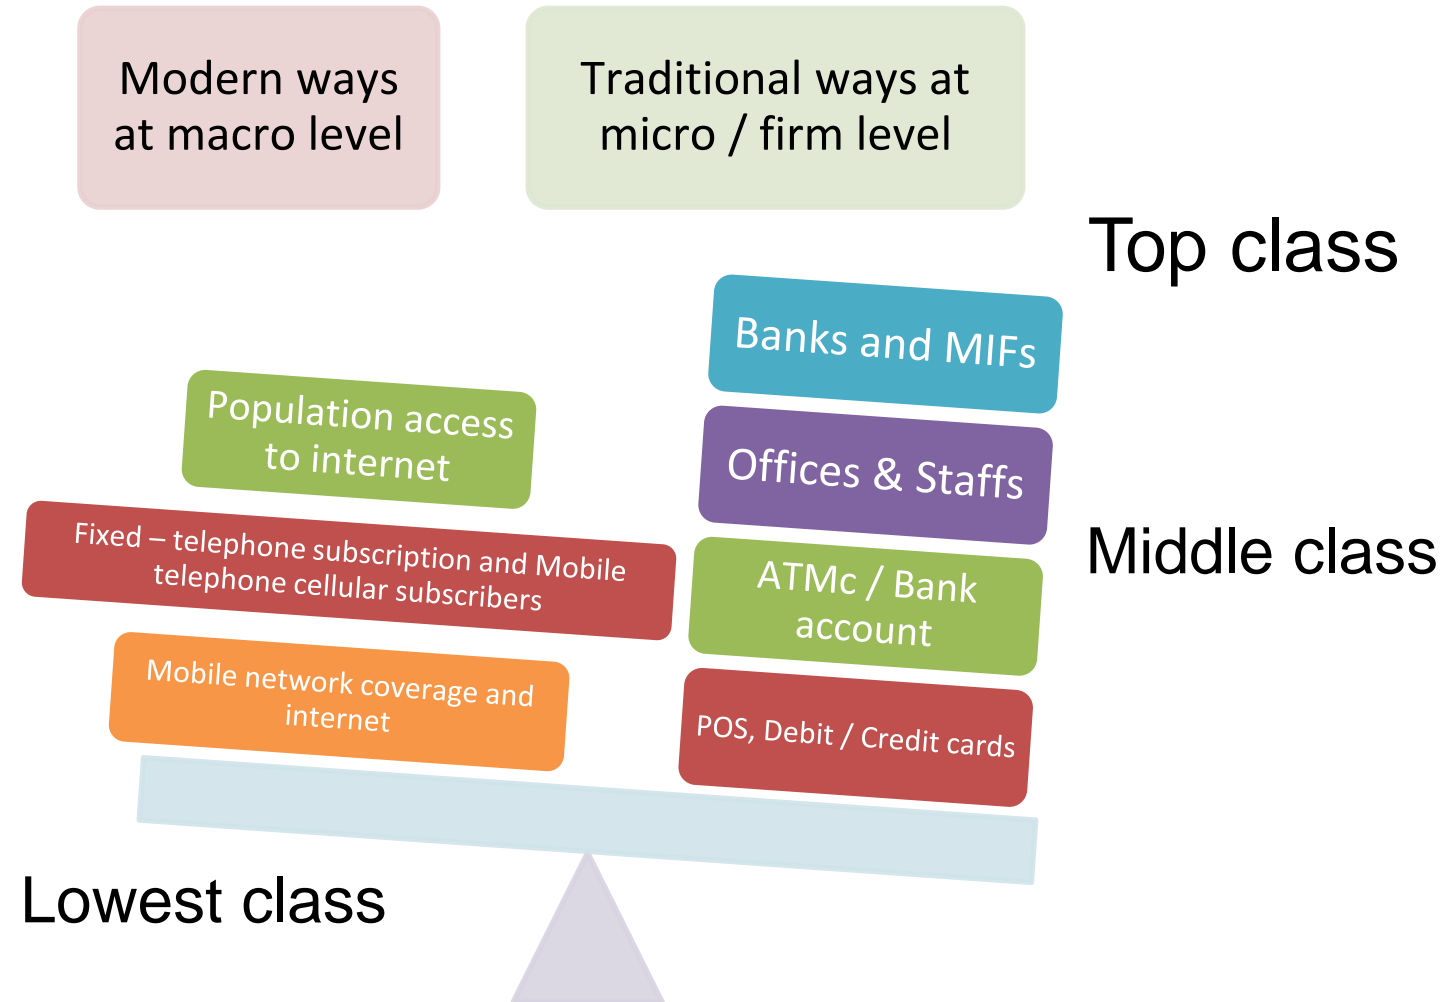 Modern ways
at macro level
Traditional ways at
micro / firm level
Top class
Banks and MIFs
Population access
to internet
Offices & Staffs
Fixed – telephone subscription and Mobile
telephone cellular subscribers
Middle class
ATMc / Bank
account
Mobile network coverage and
internet
POS, Debit / Credit cards
Lowest class